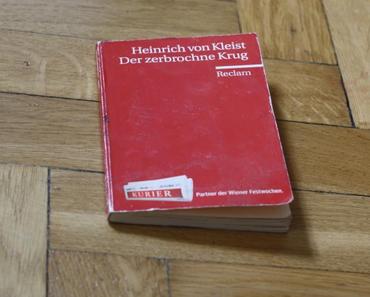 Heinrich von Kleist
Der zerbrochne Krug
Reclam
KURIER
Partner der Wiener Festwochen.